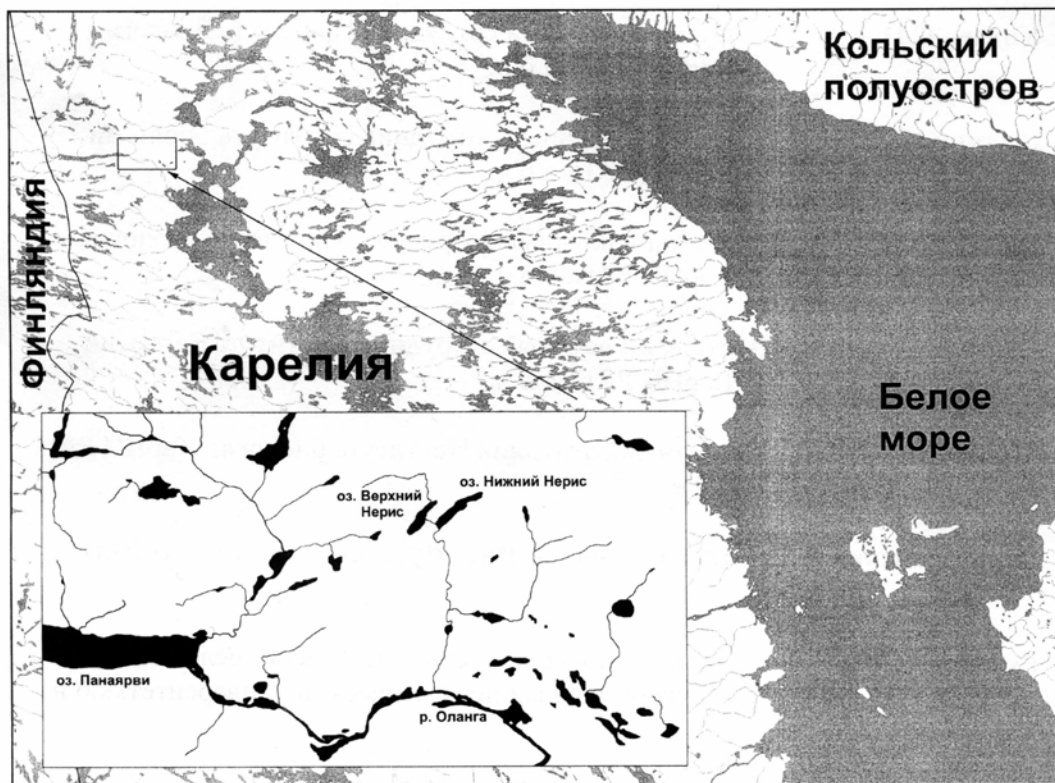 Кольский
полуостров
Финляндия
Карелия
Белое
море
оз. Верхний
Нерис
оз. Нижний Нерис
оз. Панаярви
р. Оланга